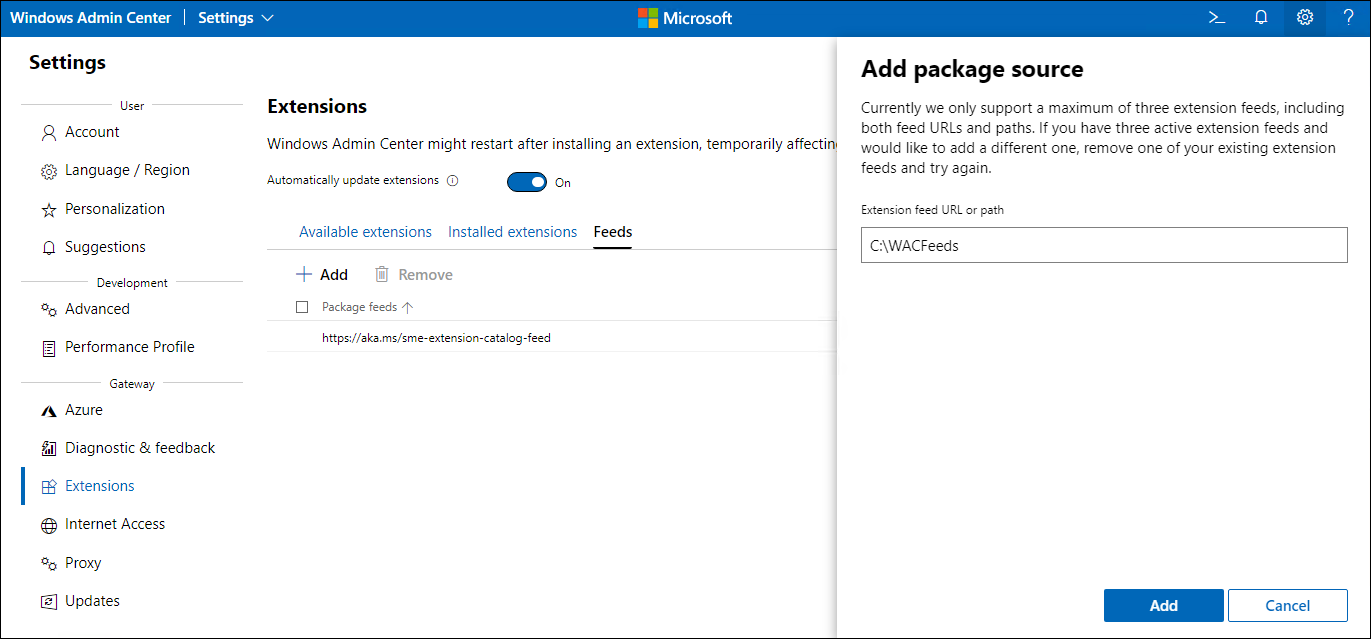 Windows Admin Center
Settings
Microsoft
?
Settings
User
Account
Language / Region
Personalization
Suggestions
Development
Advanced
Performance Profile
Gateway
Azure
Diagnostic & feedback
Extensions
Internet Access
Proxy
Updates
Extensions
Windows Admin Center might restart after installing an extension, temporarily affectin
Automatically update extensions
On
Available extensions
Installed extensions
Feeds
Add
Remove
Package feeds
https://aka.ms/sme-extension-catalog-feed
Add package source
Currently we only support a maximum of three extension feeds, including
both feed URLs and paths. If you have three active extension feeds and
would like to add a different one, remove one of your existing extension
feeds and try again.
Extension feed URL or path
C:\WACFeeds
Add
Cancel